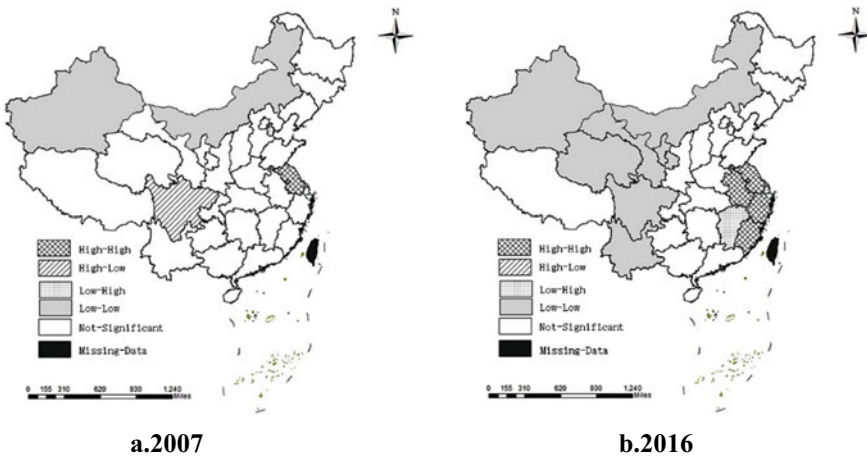 N
High-High
High-Low
Low-High
Low-Low
Not-Significant
Missing-Data
0 155 310 620 930 1,240
Miles
a.2007
N
High-High
High-Low
Low-High
Low-Low
Not-Significant
Missing-Data
0 155 310 620 930 1,240
Miles
b.2016